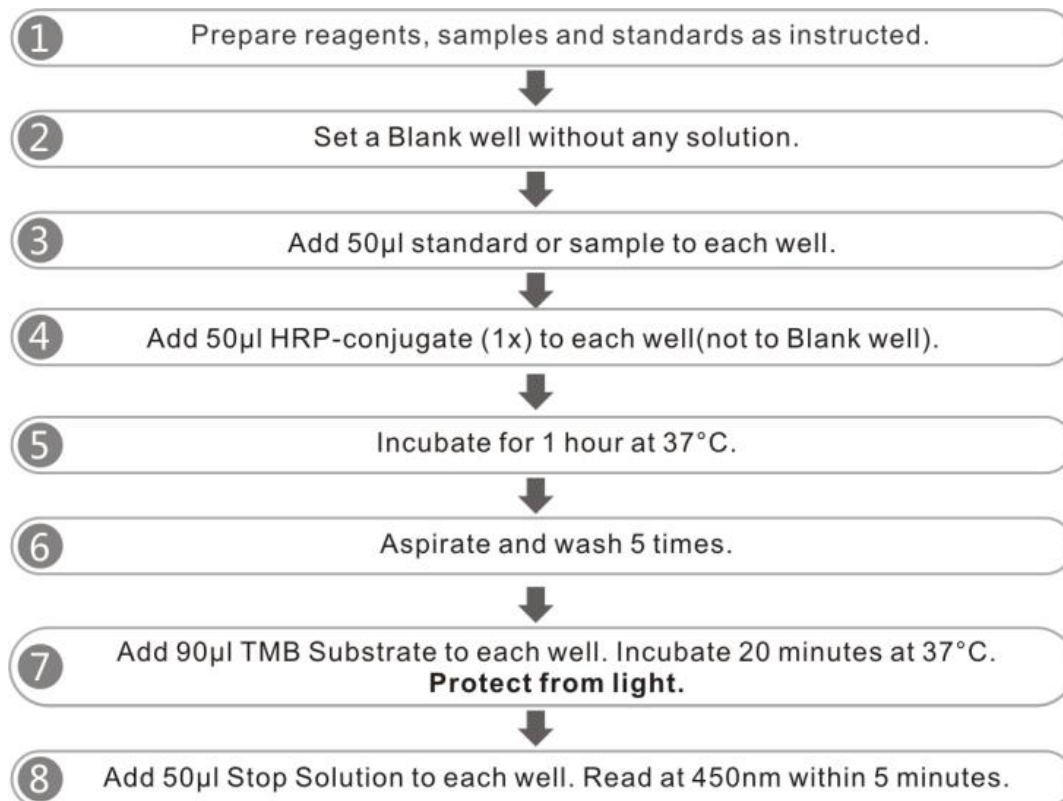 1 Prepare reagents, samples and standards as instructed.
2 Set a Blank well without any solution.
3 Add 50µl standard or sample to each well.
4 Add 50µl HRP-conjugate (1x) to each well(not to Blank well).
5 Incubate for 1 hour at 37°C.
6 Aspirate and wash 5 times.
7 Add 90µl TMB Substrate to each well. Incubate 20 minutes at 37°C.
Protect from light.
8 Add 50µl Stop Solution to each well. Read at 450nm within 5 minutes.